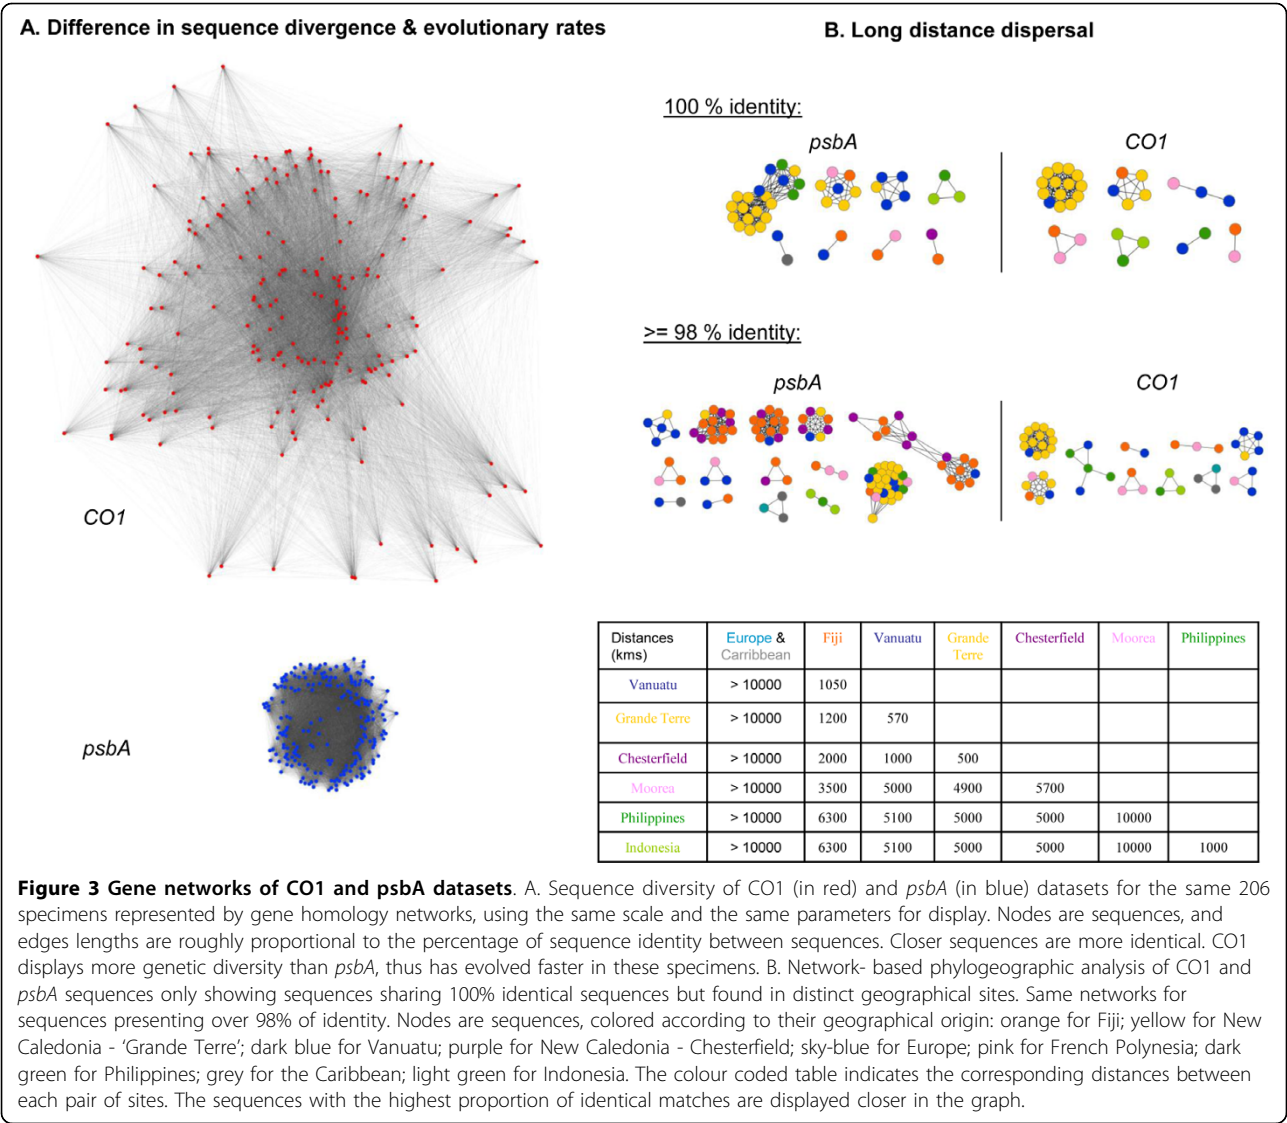 A. Difference in sequence divergence & evolutionary rates
B. Long distance dispersal
100 % identity:
psbA
CO1
>= 98 % identity:
psbA
CO1
CO1
psbA
Distances (kms) Europe & Carribbean Fiji Vanuatu Grande Terre Chesterfield Moorea Philippines
Vanuatu > 10000 1050
Grande Terre > 10000 1200 570
Chesterfield > 10000 2000 1000 500
Moorea > 10000 3500 5000 4900 5700
Philippines > 10000 6300 5100 5000 5000 10000
Indonesia > 10000 6300 5100 5000 5000 10000 1000
Figure 3 Gene networks of CO1 and psbA datasets. A. Sequence diversity of CO1 (in red) and psbA (in blue) datasets for the same 206
specimens represented by gene homology networks, using the same scale and the same parameters for display. Nodes are sequences, and
edges lengths are roughly proportional to the percentage of sequence identity between sequences. Closer sequences are more identical. CO1
displays more genetic diversity than psbA, thus has evolved faster in these specimens. B. Network- based phylogeographic analysis of CO1 and
psbA sequences only showing sequences sharing 100% identical sequences but found in distinct geographical sites. Same networks for
sequences presenting over 98% of identity. Nodes are sequences, colored according to their geographical origin: orange for Fiji; yellow for New
Caledonia - ‘Grande Terre’; dark blue for Vanuatu; purple for New Caledonia - Chesterfield; sky-blue for Europe; pink for French Polynesia; dark
green for Philippines; grey for the Caribbean; light green for Indonesia. The colour coded table indicates the corresponding distances between
each pair of sites. The sequences with the highest proportion of identical matches are displayed closer in the graph.